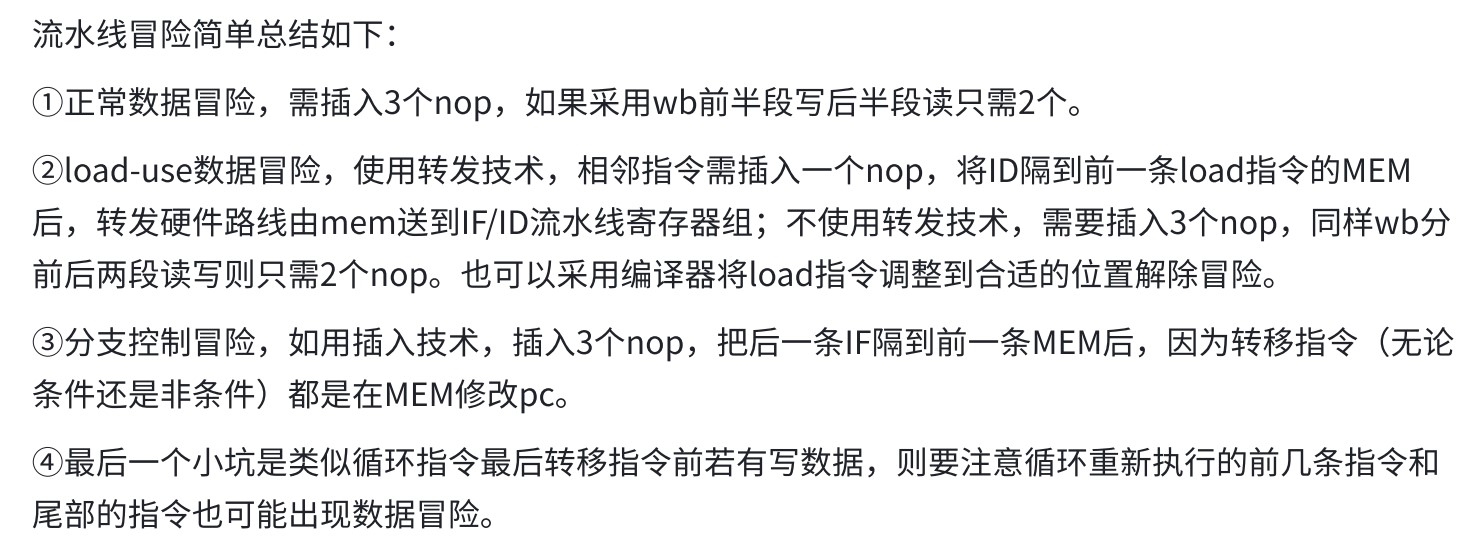 流水线冒险简单总结如下：
①正常数据冒险，需插入3个nop，如果采用wb前半段写后半段读只需2个。
②load-use数据冒险，使用转发技术，相邻指令需插入一个nop，将ID隔到前一条load指令的MEM
后，转发硬件路线由mem送到IF/ID流水线寄存器组；不使用转发技术，需要插入3个nop，同样wb分
前后两段读写则只需2个nop。也可以采用编译器将load指令调整到合适的位置解除冒险。
③分支控制冒险，如用插入技术，插入3个nop，把后一条IF隔到前一条MEM后，因为转移指令（无论
条件还是非条件）都是在MEM修改pc。
④最后一个小坑是类似循环指令最后转移指令前若有写数据，则要注意循环重新执行的前几条指令和
尾部的指令也可能出现数据冒险。